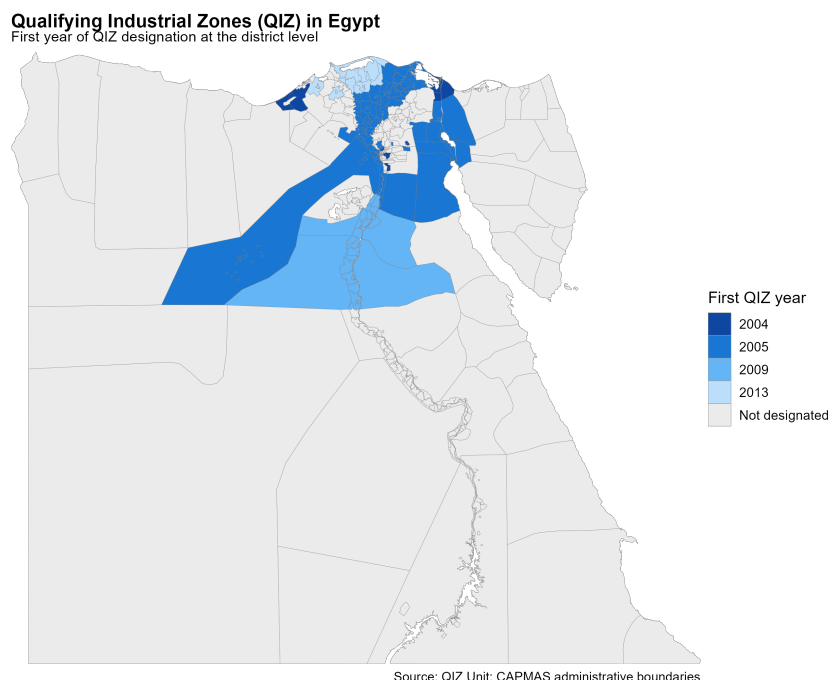 Qualifying Industrial Zones (QIZ) in Egypt
First year of QIZ designation at the district level
First QIZ year
2004
2005
2009
2013
Not designated
Source: QIZ Unit; CAPMAS administrative boundaries